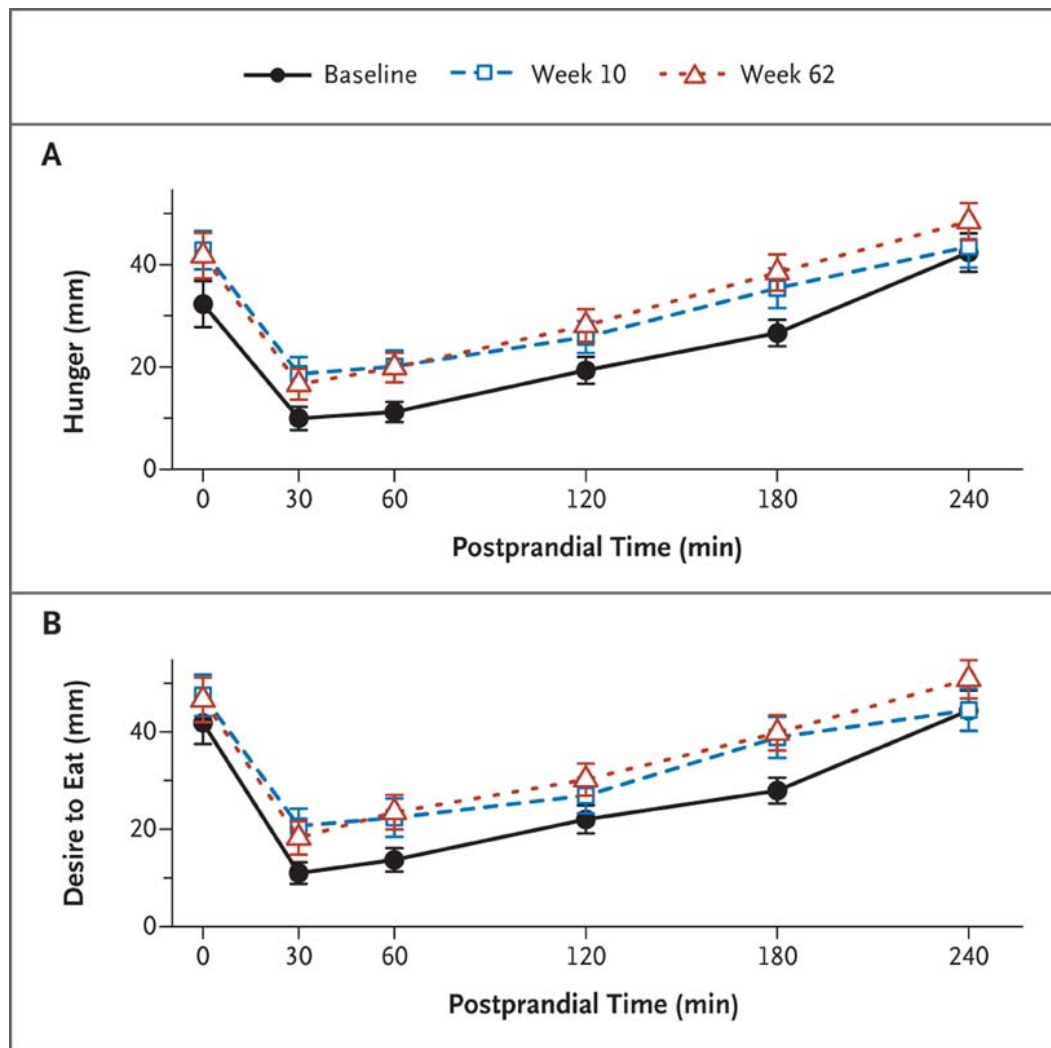 Baseline Week 10 Week 62
A
Hunger (mm)
40
20
0
0 30 60 120 180 240
Postprandial Time (min)
B
Desire to Eat (mm)
40
20
0
0 30 60 120 180 240
Postprandial Time (min)